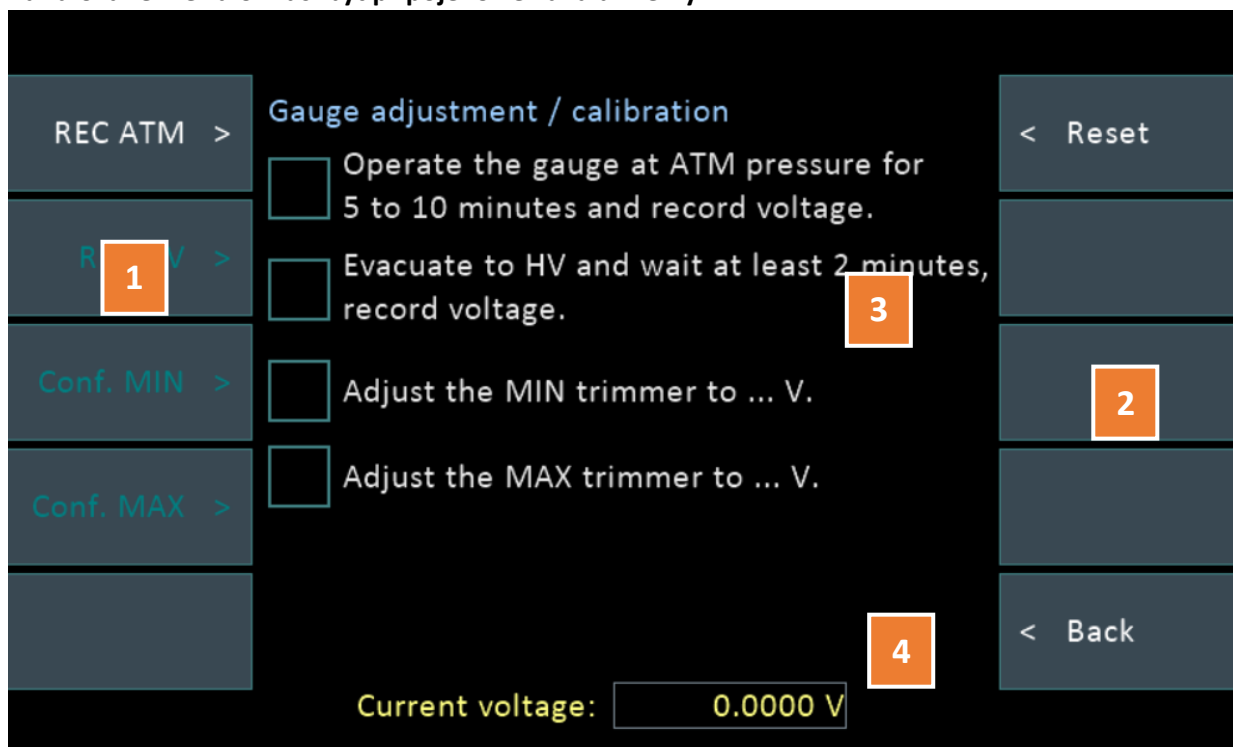 REC ATM >
R V >
Conf. MIN >
Conf. MAX >
1
Gauge adjustment / calibration
Operate the gauge at ATM pressure for
5 to 10 minutes and record voltage.
Evacuate to HV and wait at least 2 minutes,
record voltage.
Adjust the MIN trimmer to ... V.
Adjust the MAX trimmer to ... V.
3
4
Current voltage: 0.0000 V
< Reset
2
< Back